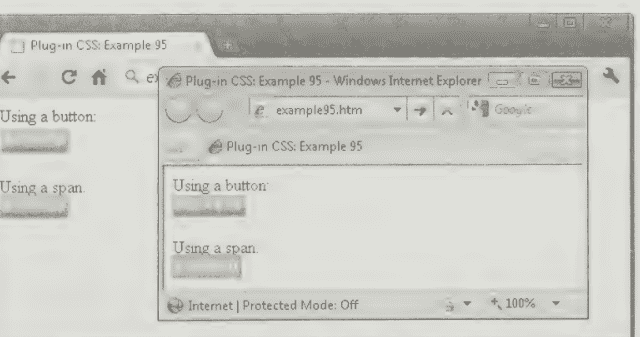 Plug-in CSS: Example 95
Using a button:
Using a span.
Plug-in CSS: Example 95 - Windows Internet Explorer
example95.htm
Google
Plug-in CSS: Example 95
Using a button:
Using a span.
Internet | Protected Mode: Off
100%